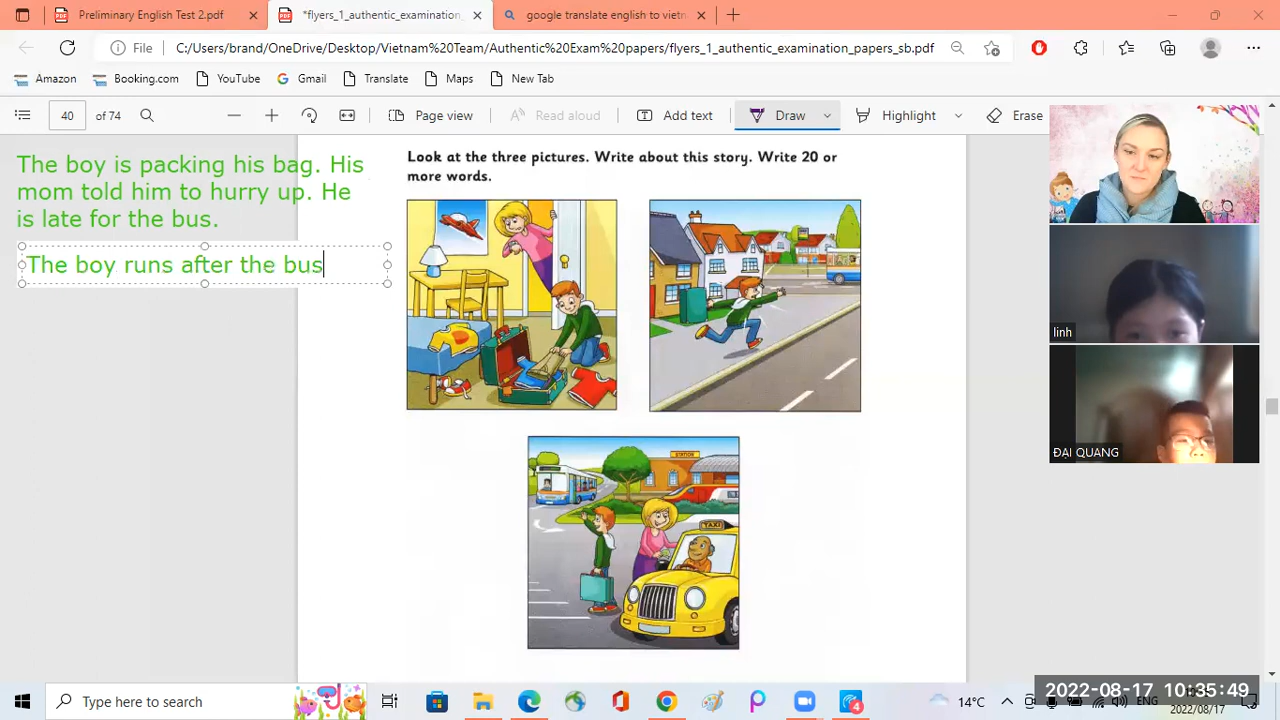 Preliminary English Test 2.pdf
*flyers_1_authentic_examination_
google translate english to vietn
File
C:/Users/brand/OneDrive/Desktop/Vietnam%20Team/Authentic%20Exam%20papers/flyers_1_authentic_examination_papers_sb.pdf
Amazon
Booking.com
YouTube
Gmail
Translate
Maps
New Tab
40 of 74
Page view
Read aloud
Add text
Draw
Highlight
Erase
The boy is packing his bag. His
mom told him to hurry up. He
is late for the bus.
The boy runs after the bus
Look at the three pictures. Write about this story. Write 20 or
more words.
STATION
TAXI
linh
ĐẠI QUANG
Type here to search
4
14°C
ENG
2022-08-17 10:35:49
2022/08/17